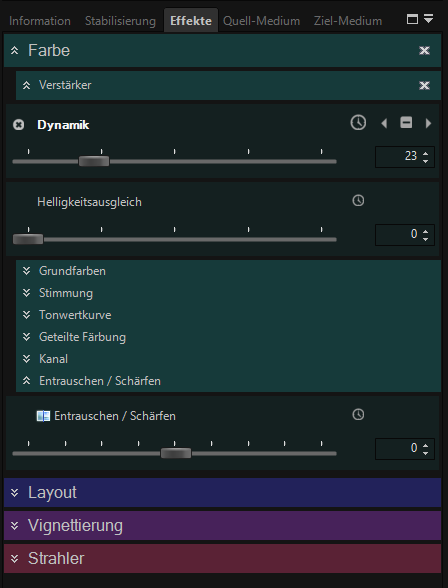 Information Stabilisierung Effekte Quell-Medium Ziel-Medium
Farbe
Verstärker
Dynamik
23
Helligkeitsausgleich
0
Grundfarben
Stimmung
Tonwertkurve
Geteilte Färbung
Kanal
Entrauschen / Schärfen
Entrauschen / Schärfen
0
Layout
Vignettierung
Strahler